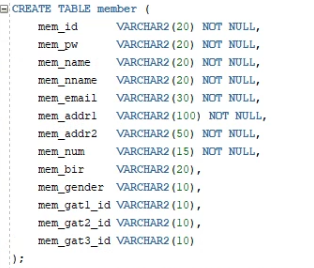 CREATE TABLE member (
mem_id VARCHAR2(20) NOT NULL,
mem_pw VARCHAR2(20) NOT NULL,
mem_name VARCHAR2(20) NOT NULL,
mem_nname VARCHAR2(20) NOT NULL,
mem_email VARCHAR2(30) NOT NULL,
mem_addr1 VARCHAR2(100) NOT NULL,
mem_addr2 VARCHAR2(50) NOT NULL,
mem_num VARCHAR2(15) NOT NULL,
mem_bir VARCHAR2(20),
mem_gender VARCHAR2(10),
mem_gat1_id VARCHAR2(10),
mem_gat2_id VARCHAR2(10),
mem_gat3_id VARCHAR2(10)
);